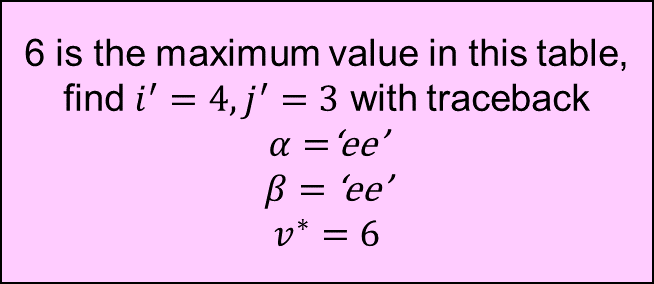 6 is the maximum value in this table,
find i′ = 4, j′ = 3 with traceback
α = ‘ee’
β = ‘ee’
v* = 6